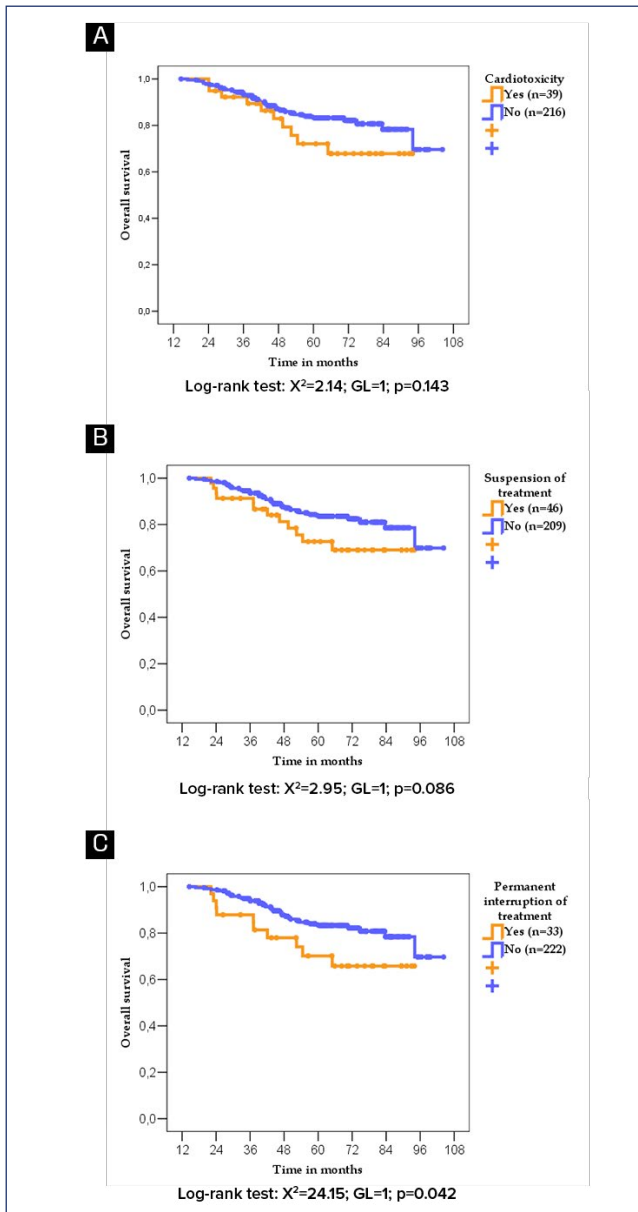 A
Cardiotoxicity
Yes (n=39)
No (n=216)
Overall survival
1,0
0,8
0,6
0,4
0,2
0,0
12 24 36 48 60 72 84 96 108
Time in months
Log-rank test: X²=2.14; GL=1; p=0.143
B
Suspension of
treatment
Yes (n=46)
No (n=209)
Overall survival
1,0
0,8
0,6
0,4
0,2
0,0
12 24 36 48 60 72 84 96 108
Time in months
Log-rank test: X²=2.95; GL=1; p=0.086
C
Permanent
interruption of
treatment
Yes (n=33)
No (n=222)
Overall survival
1,0
0,8
0,6
0,4
0,2
0,0
12 24 36 48 60 72 84 96 108
Time in months
Log-rank test: X²=24.15; GL=1; p=0.042